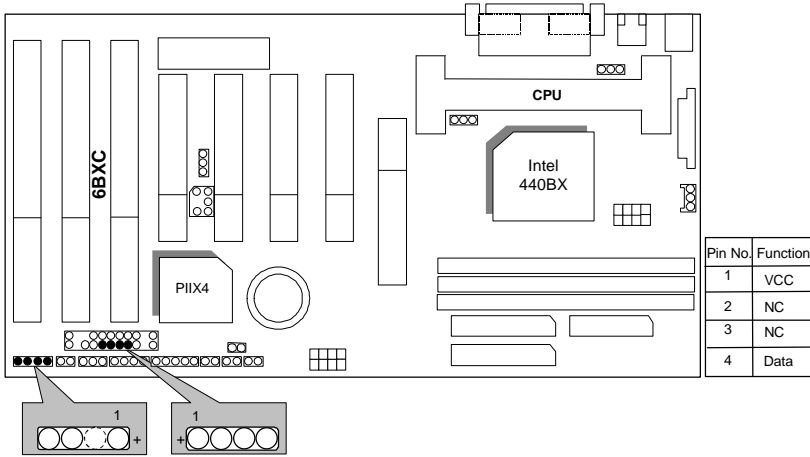 CPU
6BXC
Intel
440BX
PIIX4
Pin No. Function
1 VCC
2 NC
3 NC
4 Data
1
+
1
+